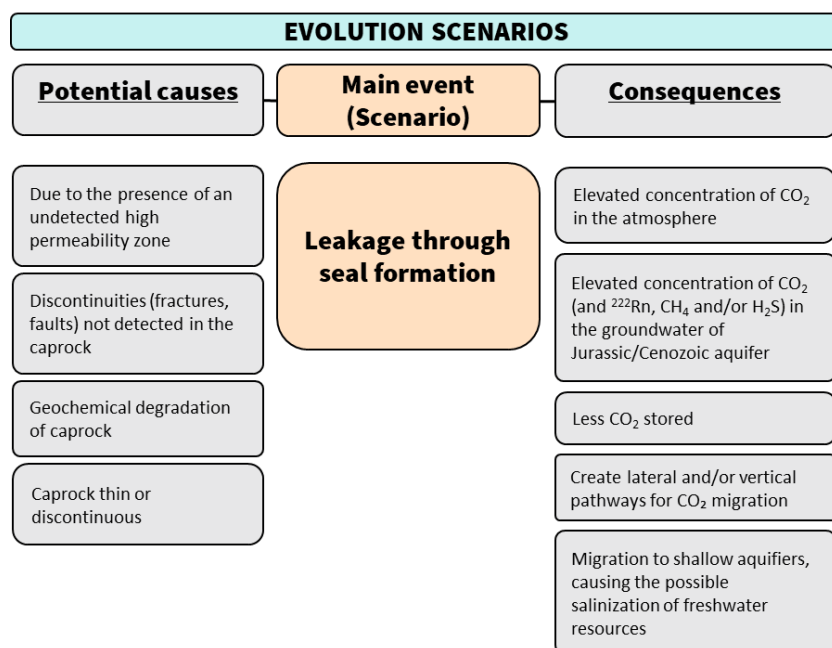 EVOLUTION SCENARIOS
Potential causes
Main event
(Scenario)
Consequences
Due to the presence of an
undetected high
permeability zone
Discontinuities (fractures,
faults) not detected in the
caprock
Geochemical degradation
of caprock
Caprock thin or
discontinuous
Leakage through
seal formation
Elevated concentration of CO₂
in the atmosphere
Elevated concentration of CO₂
(and ²²²Rn, CH₄ and/or H₂S) in
the groundwater of
Jurassic/Cenozoic aquifer
Less CO₂ stored
Create lateral and/or vertical
pathways for CO₂ migration
Migration to shallow aquifiers,
causing the possible
salinization of freshwater
resources